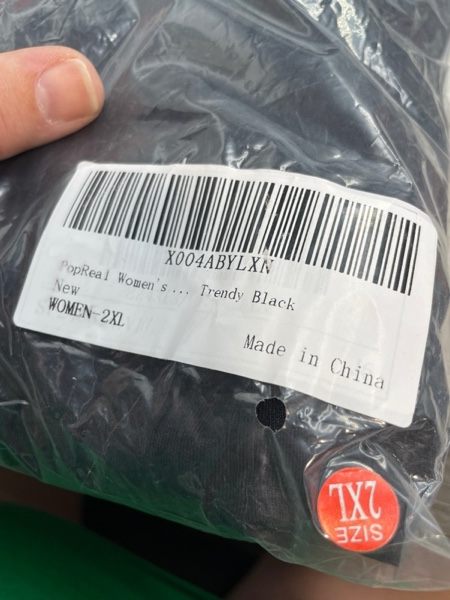 X004ABYLXN
PopReal Women's... Trendy Black
New
WOMEN-2XL
Made in China
SIZE
2XL